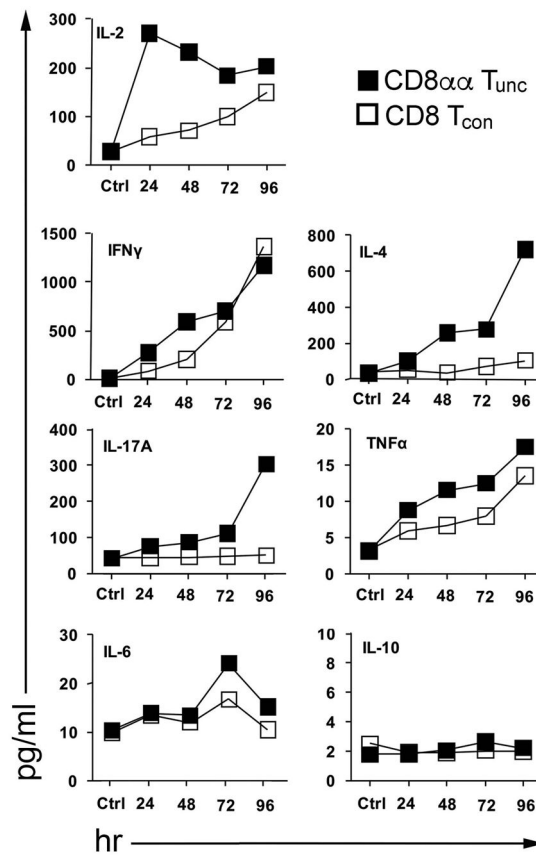 IL-2
300
200
100
0
Ctrl 24 48 72 96
CD8αα Tunc
CD8 Tcon
IFNγ
1500
1000
500
0
Ctrl 24 48 72 96
IL-4
800
600
400
200
0
Ctrl 24 48 72 96
IL-17A
400
300
200
100
0
Ctrl 24 48 72 96
TNFα
20
15
10
5
0
Ctrl 24 48 72 96
IL-6
30
20
10
0
Ctrl 24 48 72 96
IL-10
10
8
6
4
2
0
Ctrl 24 48 72 96
pg/ml
hr